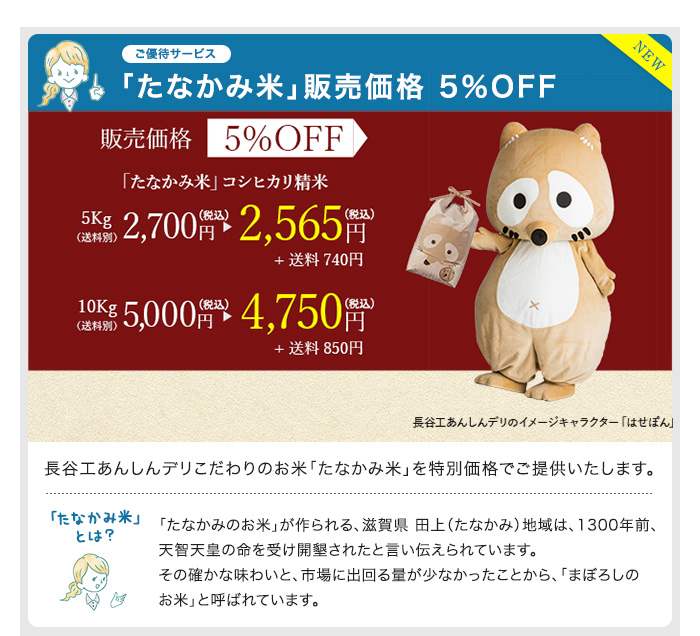 ご優待サービス
「たなかみ米」販売価格 5%OFF
NEW
販売価格 5%OFF
「たなかみ米」コシヒカリ精米
5Kg (送料別) 2,700円(税込) ▶ 2,565円(税込)
+ 送料 740円
10Kg (送料別) 5,000円(税込) ▶ 4,750円(税込)
+ 送料 850円
長谷工あんしんデリのイメージキャラクター「はせぽん」
長谷工あんしんデリこだわりのお米「たなかみ米」を特別価格でご提供いたします。
「たなかみ米」
とは?
「たなかみのお米」が作られる、滋賀県 田上(たなかみ)地域は、1300年前、
天智天皇の命を受け開墾されたと言い伝えられています。
その確かな味わいと、市場に出回る量が少なかったことから、「まぼろしの
お米」と呼ばれています。